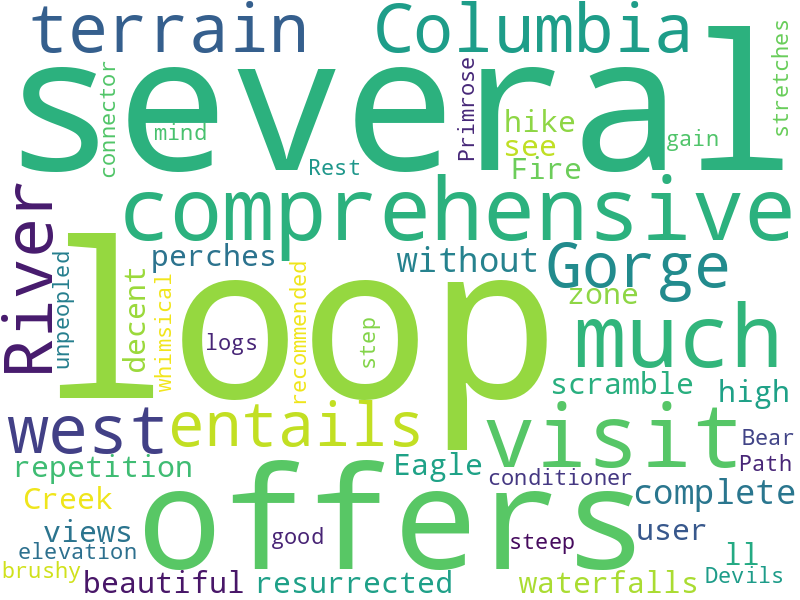 terrain
Columbia
several
stretches
connector
mind
Primrose
hike
see
gain
Rest
Fire
comprehensive
River
unpeopled
perches
without
Gorge
decent
whimsical
recommended
zone
loop
logs
step
much
scramble
high
west
entails
visit
Bear
Path
repetition
Eagle
conditioner
complete
Creek
offers
views
good
user
elevation
steep
ll
brushy
beautiful
resurrected
waterfalls
Devils